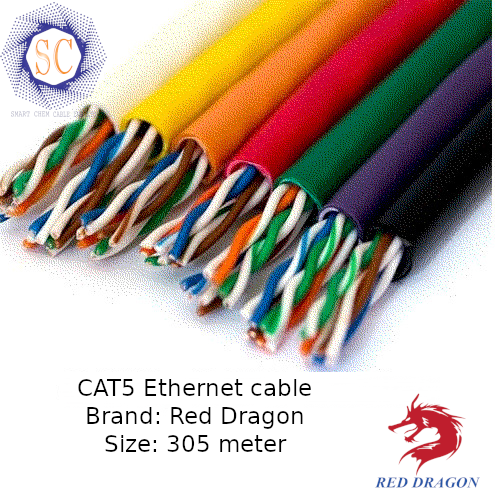 SC
SMART CHEM CABLE
CAT5 Ethernet cable
Brand: Red Dragon
Size: 305 meter
RED DRAGON